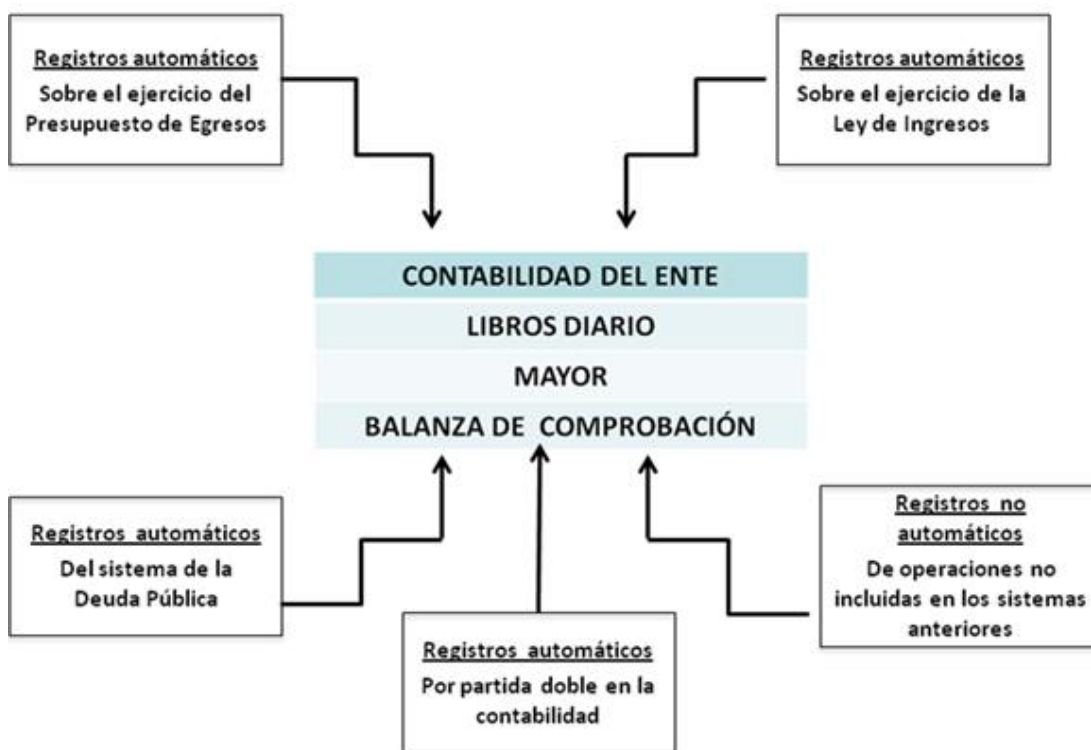 Registros automáticos
Sobre el ejercicio del
Presupuesto de Egresos
Registros automáticos
Sobre el ejercicio de la
Ley de Ingresos
CONTABILIDAD DEL ENTE
LIBROS DIARIO
MAYOR
BALANZA DE COMPROBACIÓN
Registros automáticos
Del sistema de la
Deuda Pública
Registros automáticos
Por partida doble en la
contabilidad
Registros no
automáticos
De operaciones no
incluidas en los sistemas
anteriores